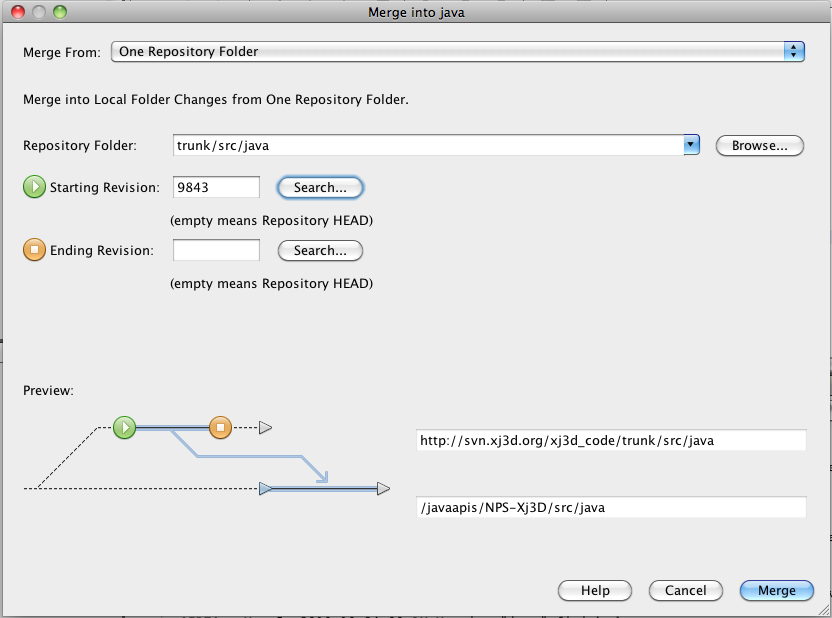 Merge into java
Merge From: One Repository Folder
Merge into Local Folder Changes from One Repository Folder.
Repository Folder: trunk/src/java Browse...
Starting Revision: 9843 Search...
(empty means Repository HEAD)
Ending Revision: Search...
(empty means Repository HEAD)
Preview:
http://svn.xj3d.org/xj3d_code/trunk/src/java
/javaapis/NPS-Xj3D/src/java
Help Cancel Merge